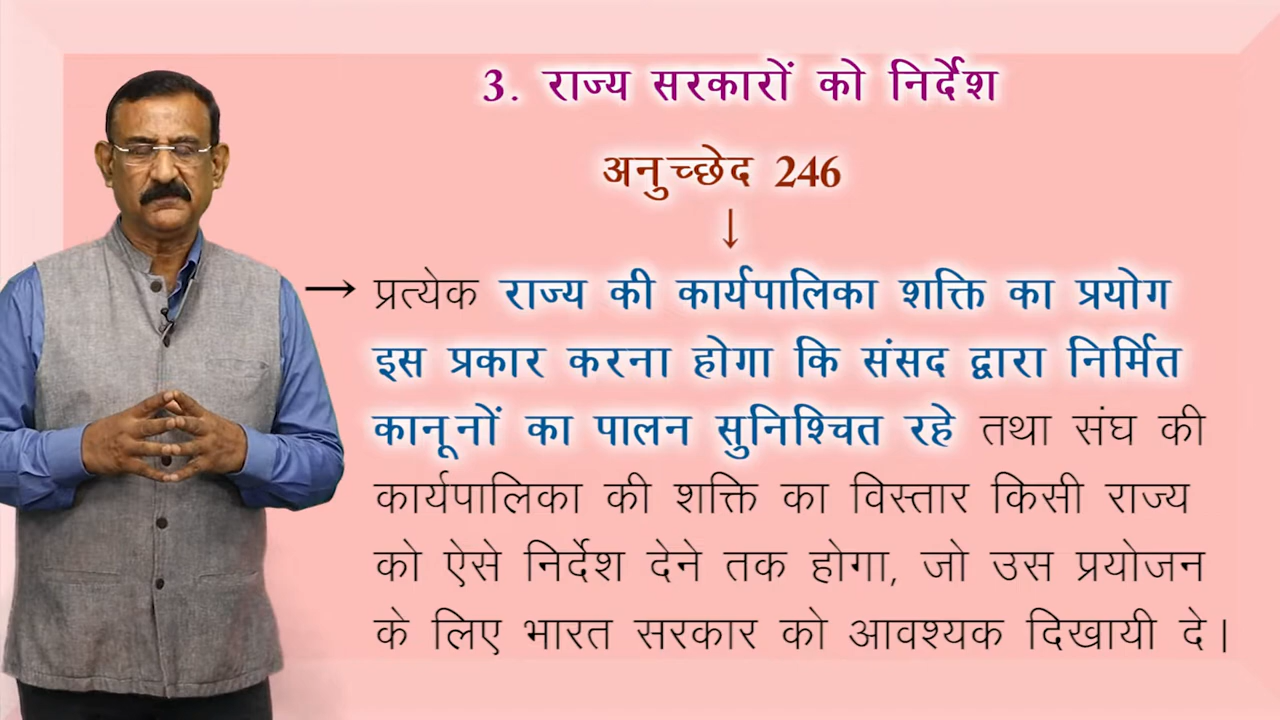 3. राज्य सरकारों को निर्देश
अनुच्छेद 246
↓
→ प्रत्येक राज्य की कार्यपालिका शक्ति का प्रयोग
इस प्रकार करना होगा कि संसद द्वारा निर्मित
कानूनों का पालन सुनिश्चित रहे तथा संघ की
कार्यपालिका की शक्ति का विस्तार किसी राज्य
को ऐसे निर्देश देने तक होगा, जो उस प्रयोजन
के लिए भारत सरकार को आवश्यक दिखायी दे।